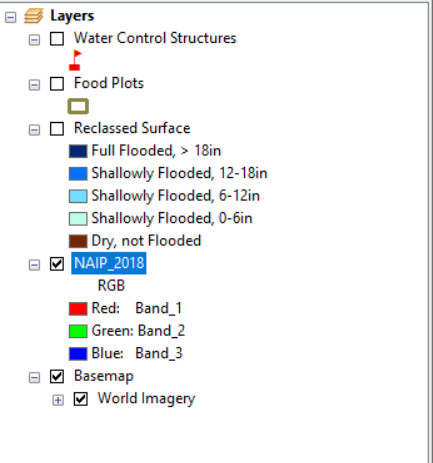 Layers
Water Control Structures
Food Plots
Reclassed Surface
Full Flooded, > 18in
Shallowly Flooded, 12-18in
Shallowly Flooded, 6-12in
Shallowly Flooded, 0-6in
Dry, not Flooded
NAIP_2018
RGB
Red: Band_1
Green: Band_2
Blue: Band_3
Basemap
World Imagery